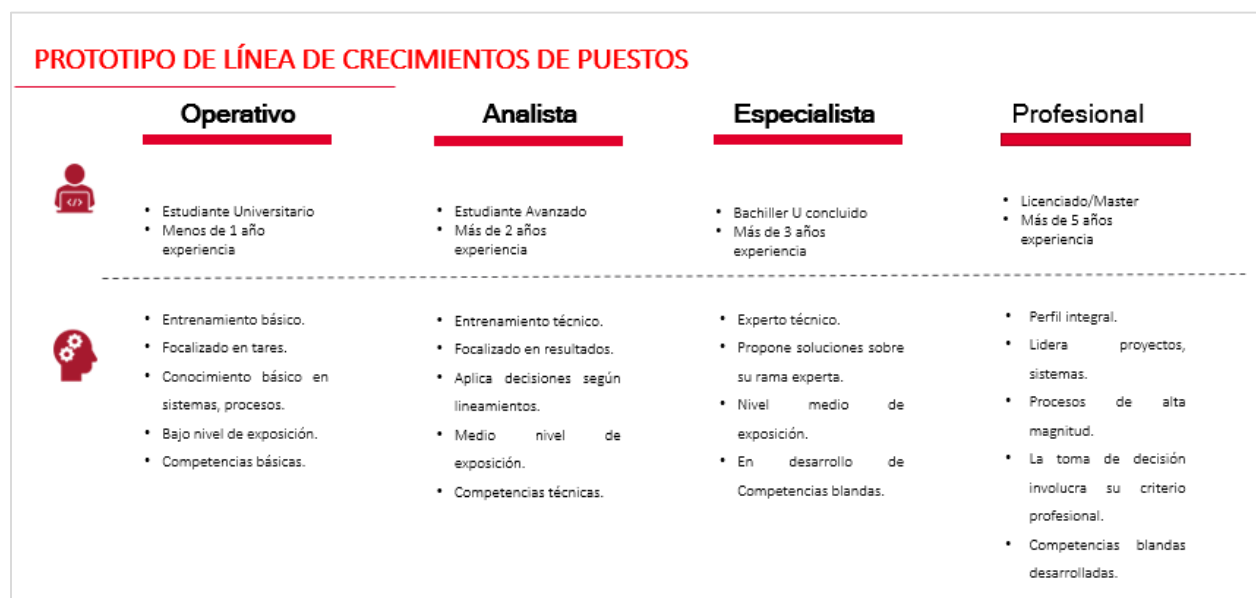 PROTOTIPO DE LÍNEA DE CRECIMIENTOS DE PUESTOS
Operativo
• Estudiante Universitario
• Menos de 1 año
experiencia
Analista
• Estudiante Avanzado
• Más de 2 años
experiencia
Especialista
• Bachiller U concluido
• Más de 3 años
experiencia
Profesional
• Licenciado/Master
• Más de 5 años
experiencia
</>
• Entrenamiento básico.
• Focalizado en tares.
• Conocimiento básico en
sistemas, procesos.
• Bajo nivel de exposición.
• Competencias básicas.
• Entrenamiento técnico.
• Focalizado en resultados.
• Aplica decisiones según
lineamientos.
• Medio nivel de
exposición.
• Competencias técnicas.
• Experto técnico.
• Propone soluciones sobre
su rama experta.
• Nivel medio de
exposición.
• En desarrollo de
Competencias blandas.
• Perfil integral.
• Lidera proyectos,
sistemas.
• Procesos de alta
magnitud.
• La toma de decisión
involucra su criterio
profesional.
• Competencias blandas
desarrolladas.